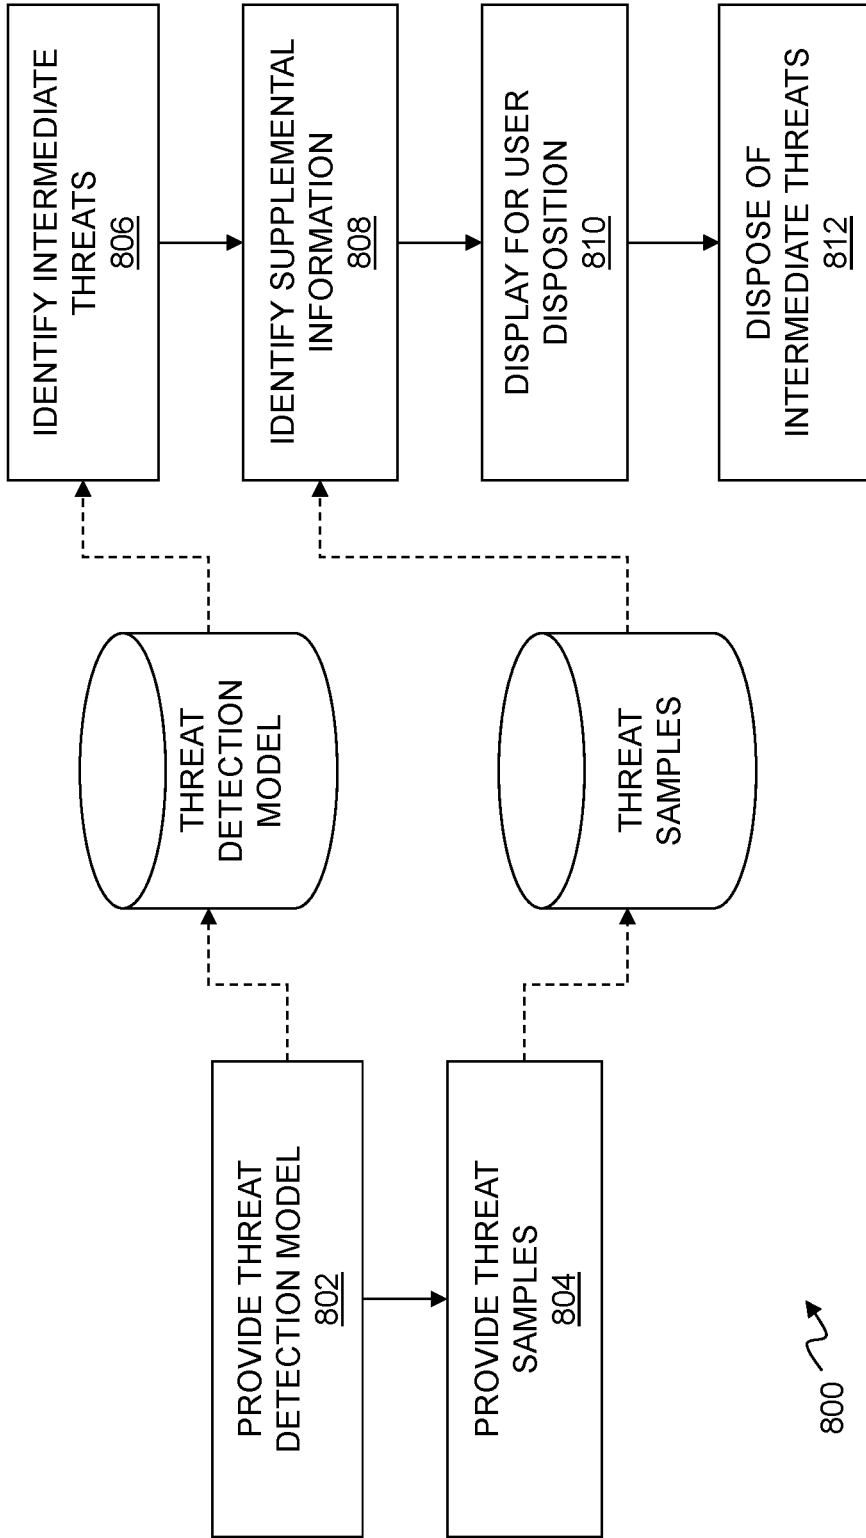 PROVIDE THREAT
DETECTION MODEL
802
PROVIDE THREAT
SAMPLES
804
THREAT
DETECTION
MODEL
THREAT
SAMPLES
IDENTIFY INTERMEDIATE
THREATS
806
IDENTIFY SUPPLEMENTAL
INFORMATION
808
DISPLAY FOR USER
DISPOSITION
810
DISPOSE OF
INTERMEDIATE THREATS
812
800